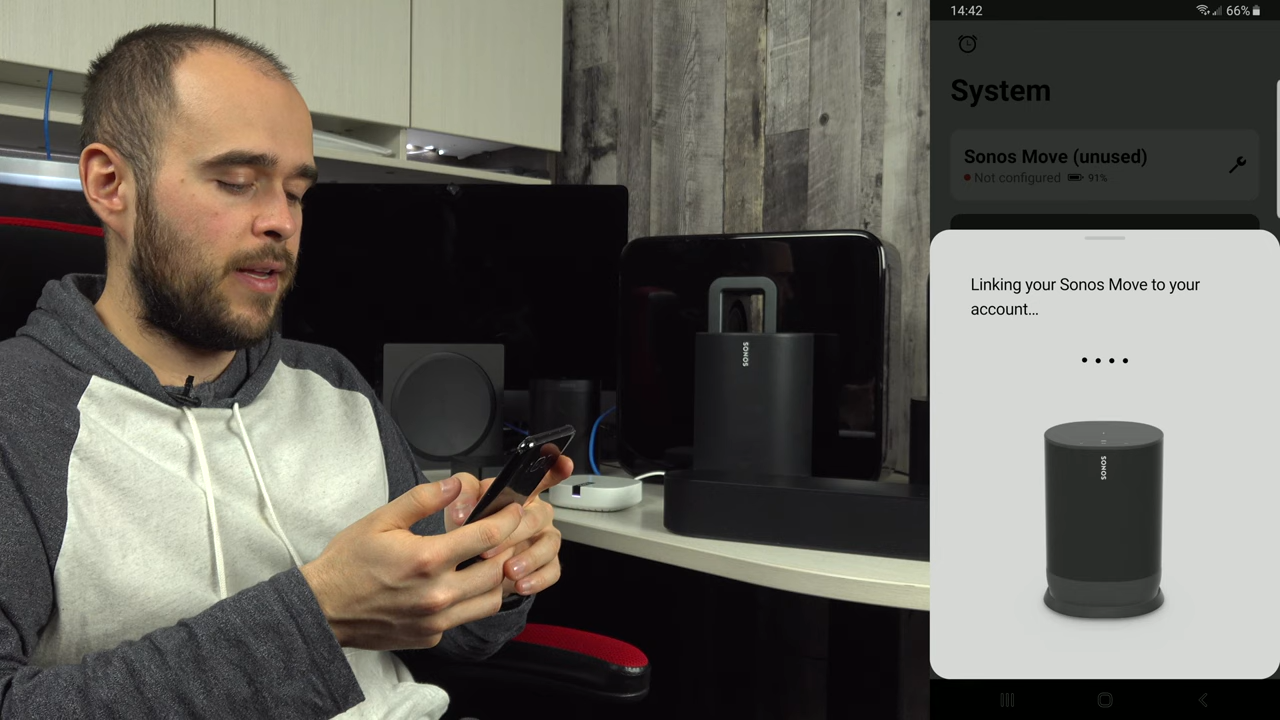 14:42
66%
System
Sonos Move (unused)
Not configured
91%
Linking your Sonos Move to your
account...
SONOS
SONOS